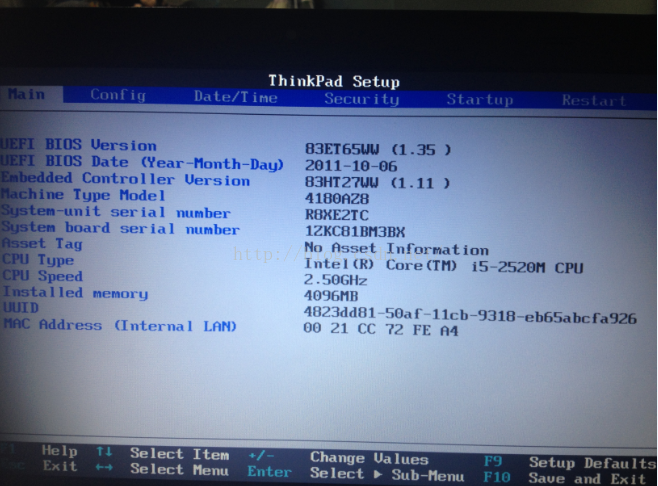 ThinkPad Setup
Main Config Date/Time Security Startup Restart
UEFI BIOS Version 83ET65WW (1.35 )
UEFI BIOS Date (Year-Month-Day) 2011-10-06
Embedded Controller Version 83HT27WW (1.11 )
Machine Type Model 4180AZ8
System-unit serial number R8XE2TC
System board serial number 1ZKC81BM3BX
Asset Tag No Asset Information
CPU Type Intel(R) Core(TM) i5-2520M CPU
CPU Speed 2.50GHz
Installed memory 4096MB
UUID 4823dd81-50af-11cb-9318-eb65abcfa926
MAC Address (Internal LAN) 00 21 CC 72 FE A4
Help ↑↓ Select Item +/- Change Values F9 Setup Defaults
Exit ←→ Select Menu Enter Select ▶ Sub-Menu F10 Save and Exit